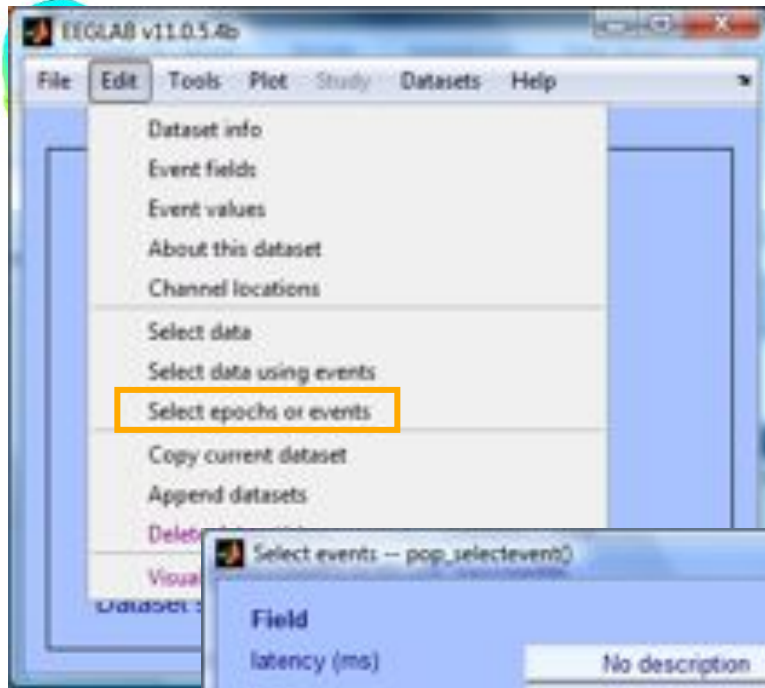 EEGLAB v11.0.5.4b
File Edit Tools Plot Study Datasets Help
Dataset info
Event fields
Event values
About this dataset
Channel locations
Select data
Select data using events
Select epochs or events
Copy current dataset
Append datasets
Delete
Visual
Select events -- pop_selectevent()
Field
latency (ms) No description